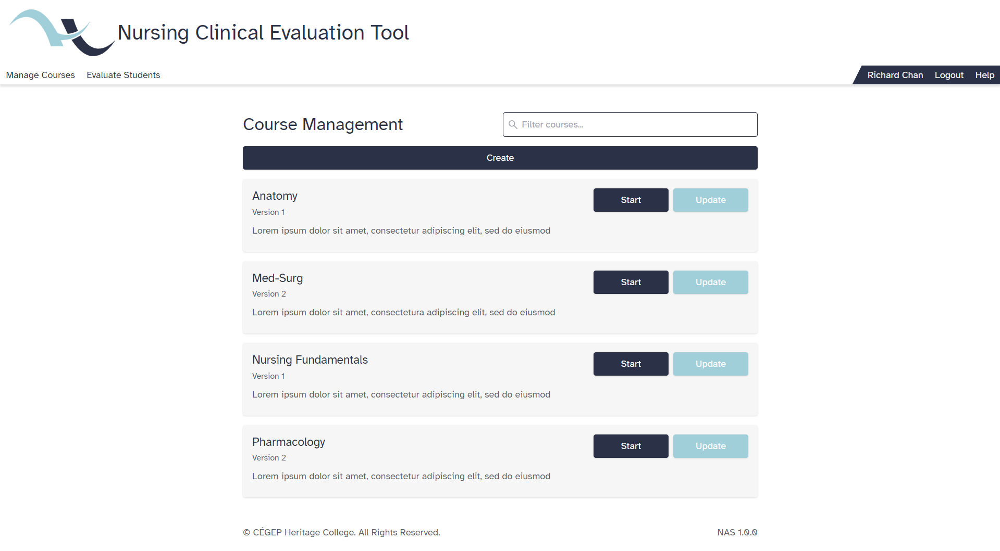 Nursing Clinical Evaluation Tool
Manage Courses Evaluate Students Richard Chan Logout Help
Course Management Filter courses...
Create
Anatomy Start Update
Version 1
Lorem ipsum dolor sit amet, consectetur adipiscing elit, sed do eiusmod
Med-Surg Start Update
Version 2
Lorem ipsum dolor sit amet, consectetura adipiscing elit, sed do eiusmod
Nursing Fundamentals Start Update
Version 1
Lorem ipsum dolor sit amet, consectetur adipiscing elit, sed do eiusmod
Pharmacology Start Update
Version 2
Lorem ipsum dolor sit amet, consectetur adipiscing elit, sed do eiusmod
© CÉGEP Heritage College. All Rights Reserved. NAS 1.0.0